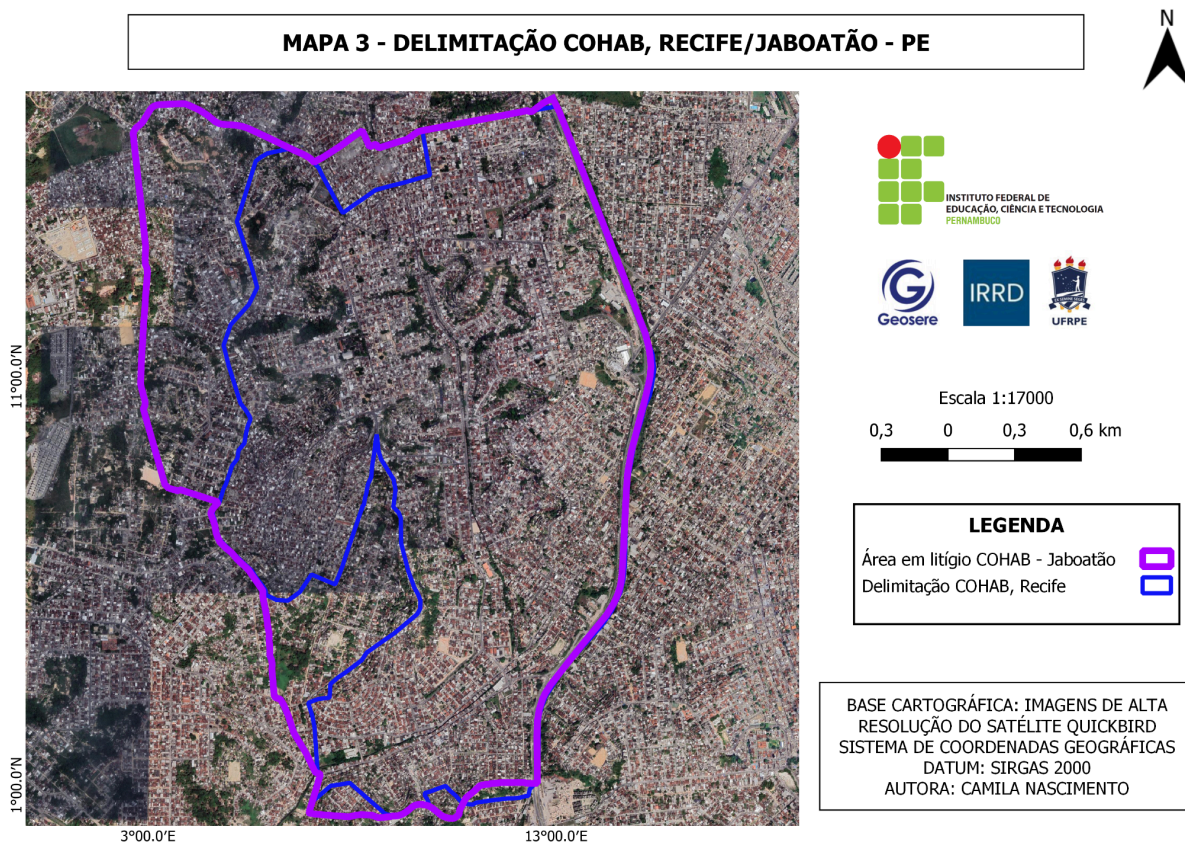 MAPA 3 - DELIMITAÇÃO COHAB, RECIFE/JABOATÃO - PE
N
INSTITUTO FEDERAL DE
EDUCAÇÃO, CIÊNCIA E TECNOLOGIA
PERNAMBUCO
Geosere
IRRD
UFRPE
11°00.0'N
Escala 1:17000
0,3 0 0,3 0,6 km
LEGENDA
Área em litígio COHAB - Jaboatão
Delimitação COHAB, Recife
BASE CARTOGRÁFICA: IMAGENS DE ALTA
RESOLUÇÃO DO SATÉLITE QUICKBIRD
SISTEMA DE COORDENADAS GEOGRÁFICAS
DATUM: SIRGAS 2000
AUTORA: CAMILA NASCIMENTO
1°00.0'N
3°00.0'E 13°00.0'E